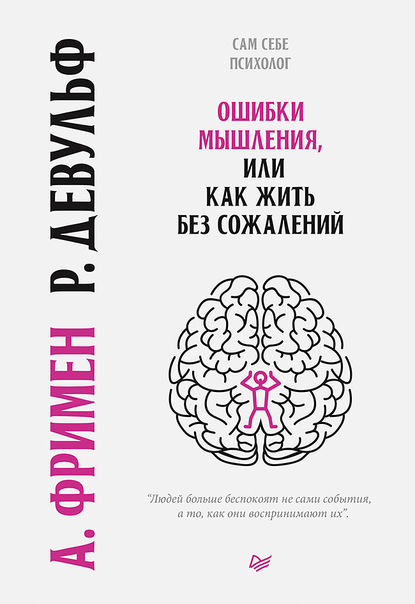 А. ФРИМЕН
Р. ДЕВУЛЬФ
САМ СЕБЕ
ПСИХОЛОГ
ОШИБКИ
МЫШЛЕНИЯ,
ИЛИ
КАК ЖИТЬ
БЕЗ СОЖАЛЕНИЙ
“Людей больше беспокоят не сами события,
а то, как они воспринимают их”.